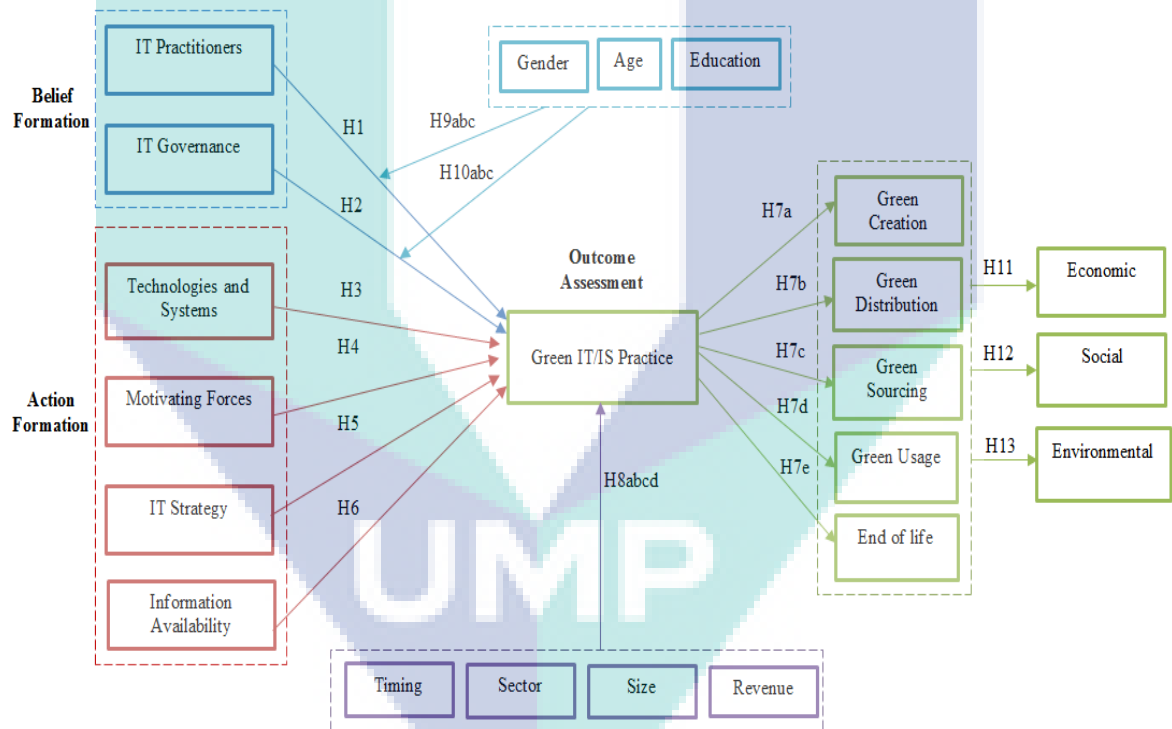 IT Practitioners
Belief
Formation
IT Governance
Gender
Age
Education
H1
H9abc
H2
H10abc
Technologies and
Systems
H3
Motivating Forces
H4
Action
Formation
IT Strategy
H5
Information
Availability
H6
Outcome
Assessment
Green IT/IS Practice
H7a
H7b
H7c
H7d
H7e
H8abcd
Green
Creation
Green
Distribution
Green
Sourcing
Green Usage
End of life
H11
Economic
H12
Social
H13
Environmental
UMP
Timing
Sector
Size
Revenue